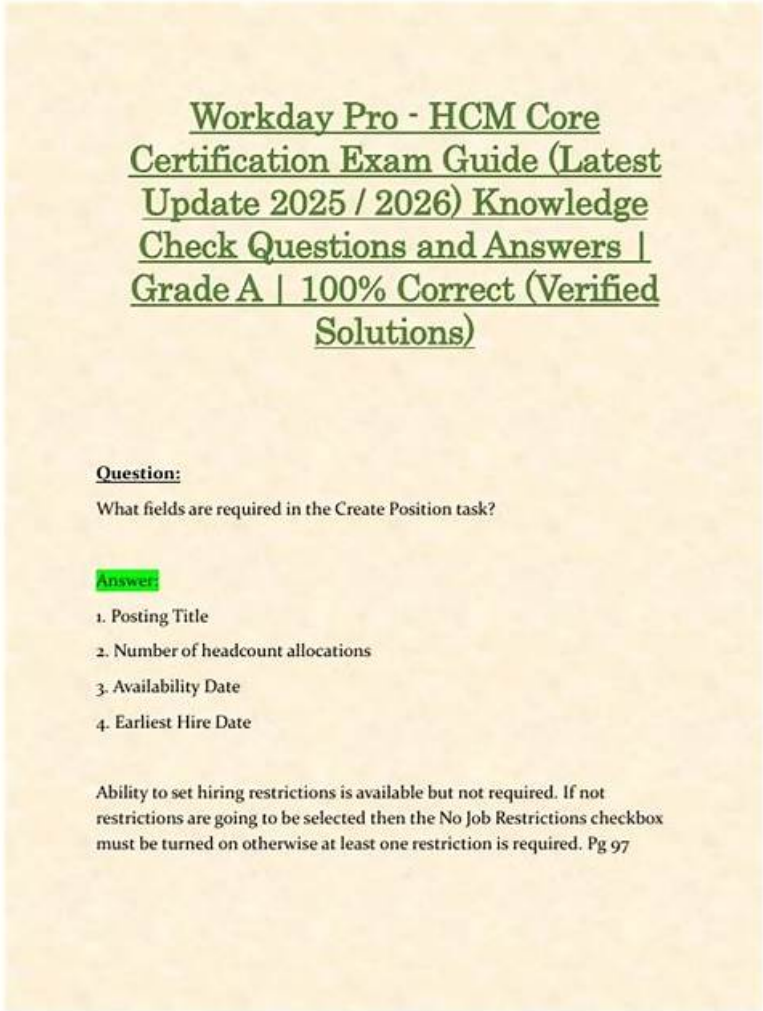 Workday Pro - HCM Core
Certification Exam Guide (Latest
Update 2025 / 2026) Knowledge
Check Questions and Answers |
Grade A | 100% Correct (Verified
Solutions)
Question:
What fields are required in the Create Position task?
Answer:
1. Posting Title
2. Number of headcount allocations
3. Availability Date
4. Earliest Hire Date
Ability to set hiring restrictions is available but not required. If not
restrictions are going to be selected then the No Job Restrictions checkbox
must be turned on otherwise at least one restriction is required. Pg 97